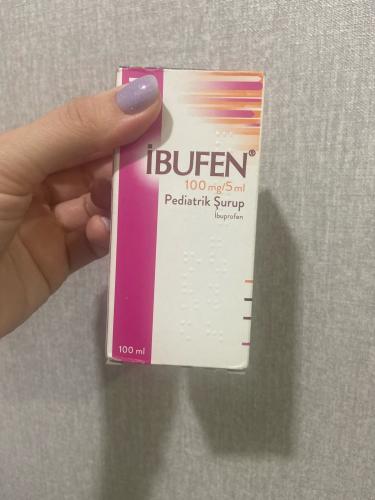 İBUFEN®
100 mg/5 ml
Pediatrik Şurup
İbuprofen
100 ml